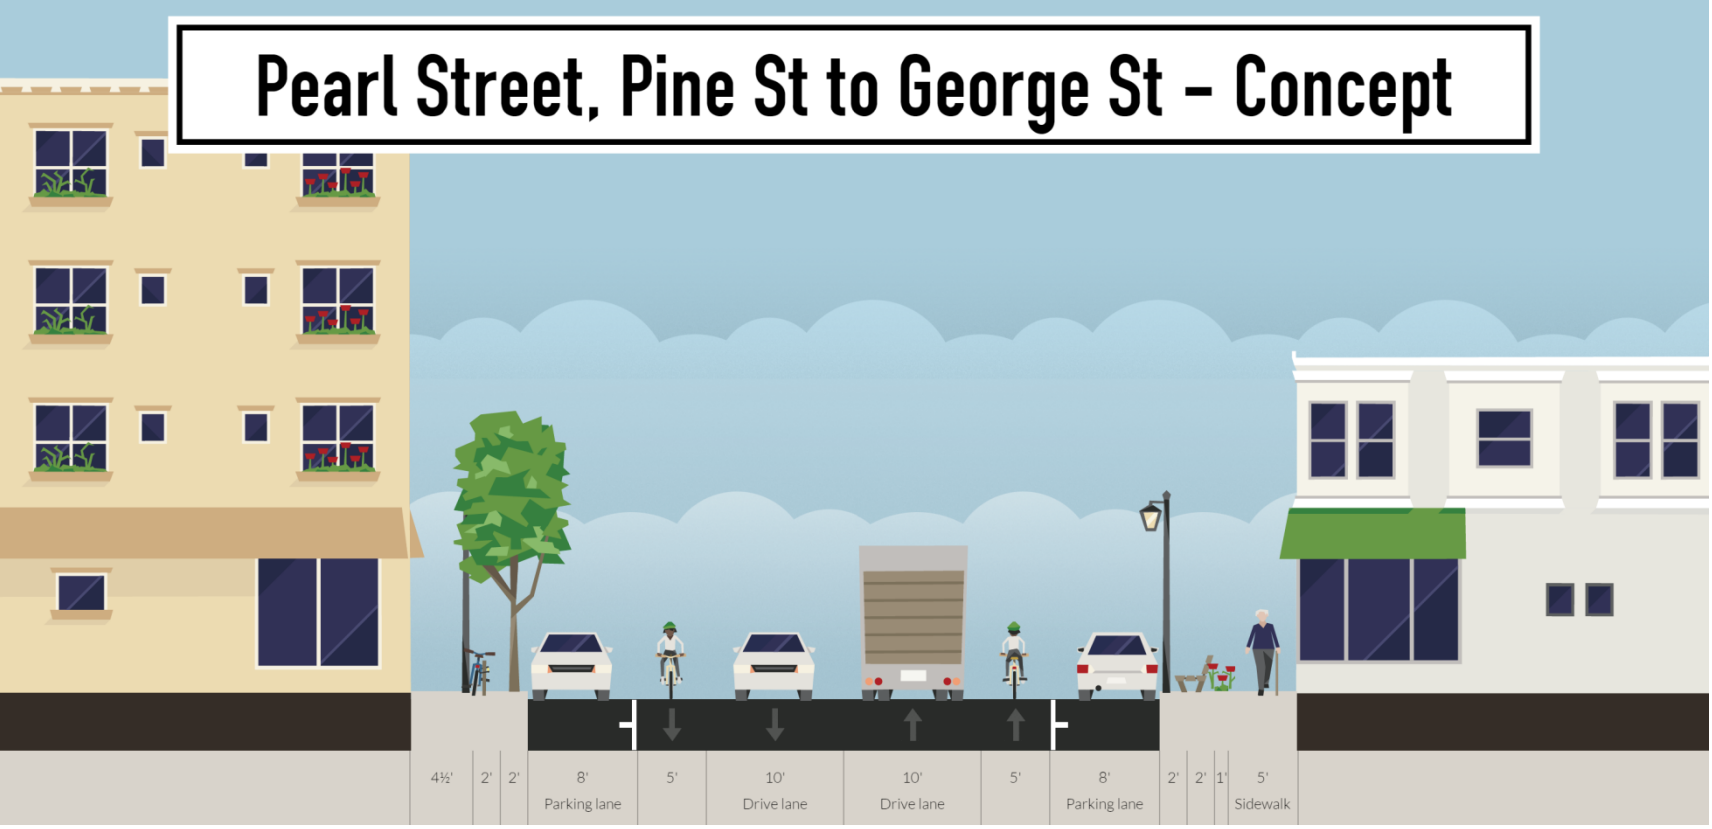 Pearl Street, Pine St to George St - Concept
4½' 2' 2' 8' 5' 10' 10' 5' 8' 2' 2' 1' 5'
Parking lane Drive lane Drive lane Parking lane Sidewalk